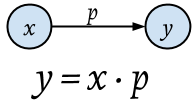 x p y
y = x · p